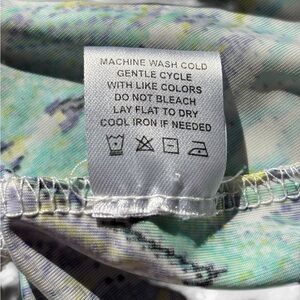 MACHINE WASH COLD
GENTLE CYCLE
WITH LIKE COLORS
DO NOT BLEACH
LAY FLAT TO DRY
COOL IRON IF NEEDED